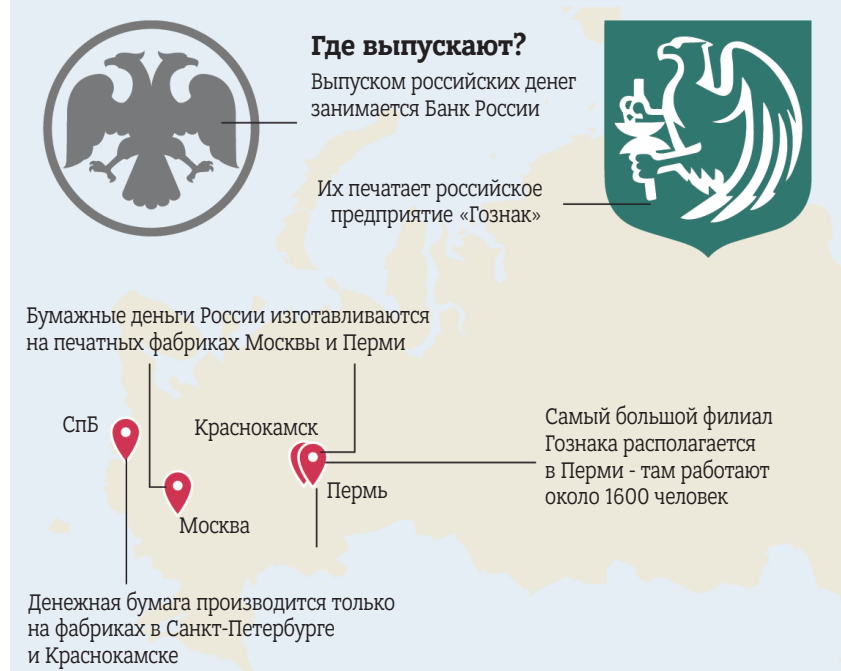 Где выпускают?
Выпуском российских денег
занимается Банк России
Их печатает российское
предприятие «Гознак»
Бумажные деньги России изготавливаются
на печатных фабриках Москвы и Перми
СпБ
Краснокамск
Пермь
Москва
Самый большой филиал
Гознака располагается
в Перми - там работают
около 1600 человек
Денежная бумага производится только
на фабриках в Санкт-Петербурге
и Краснокамске